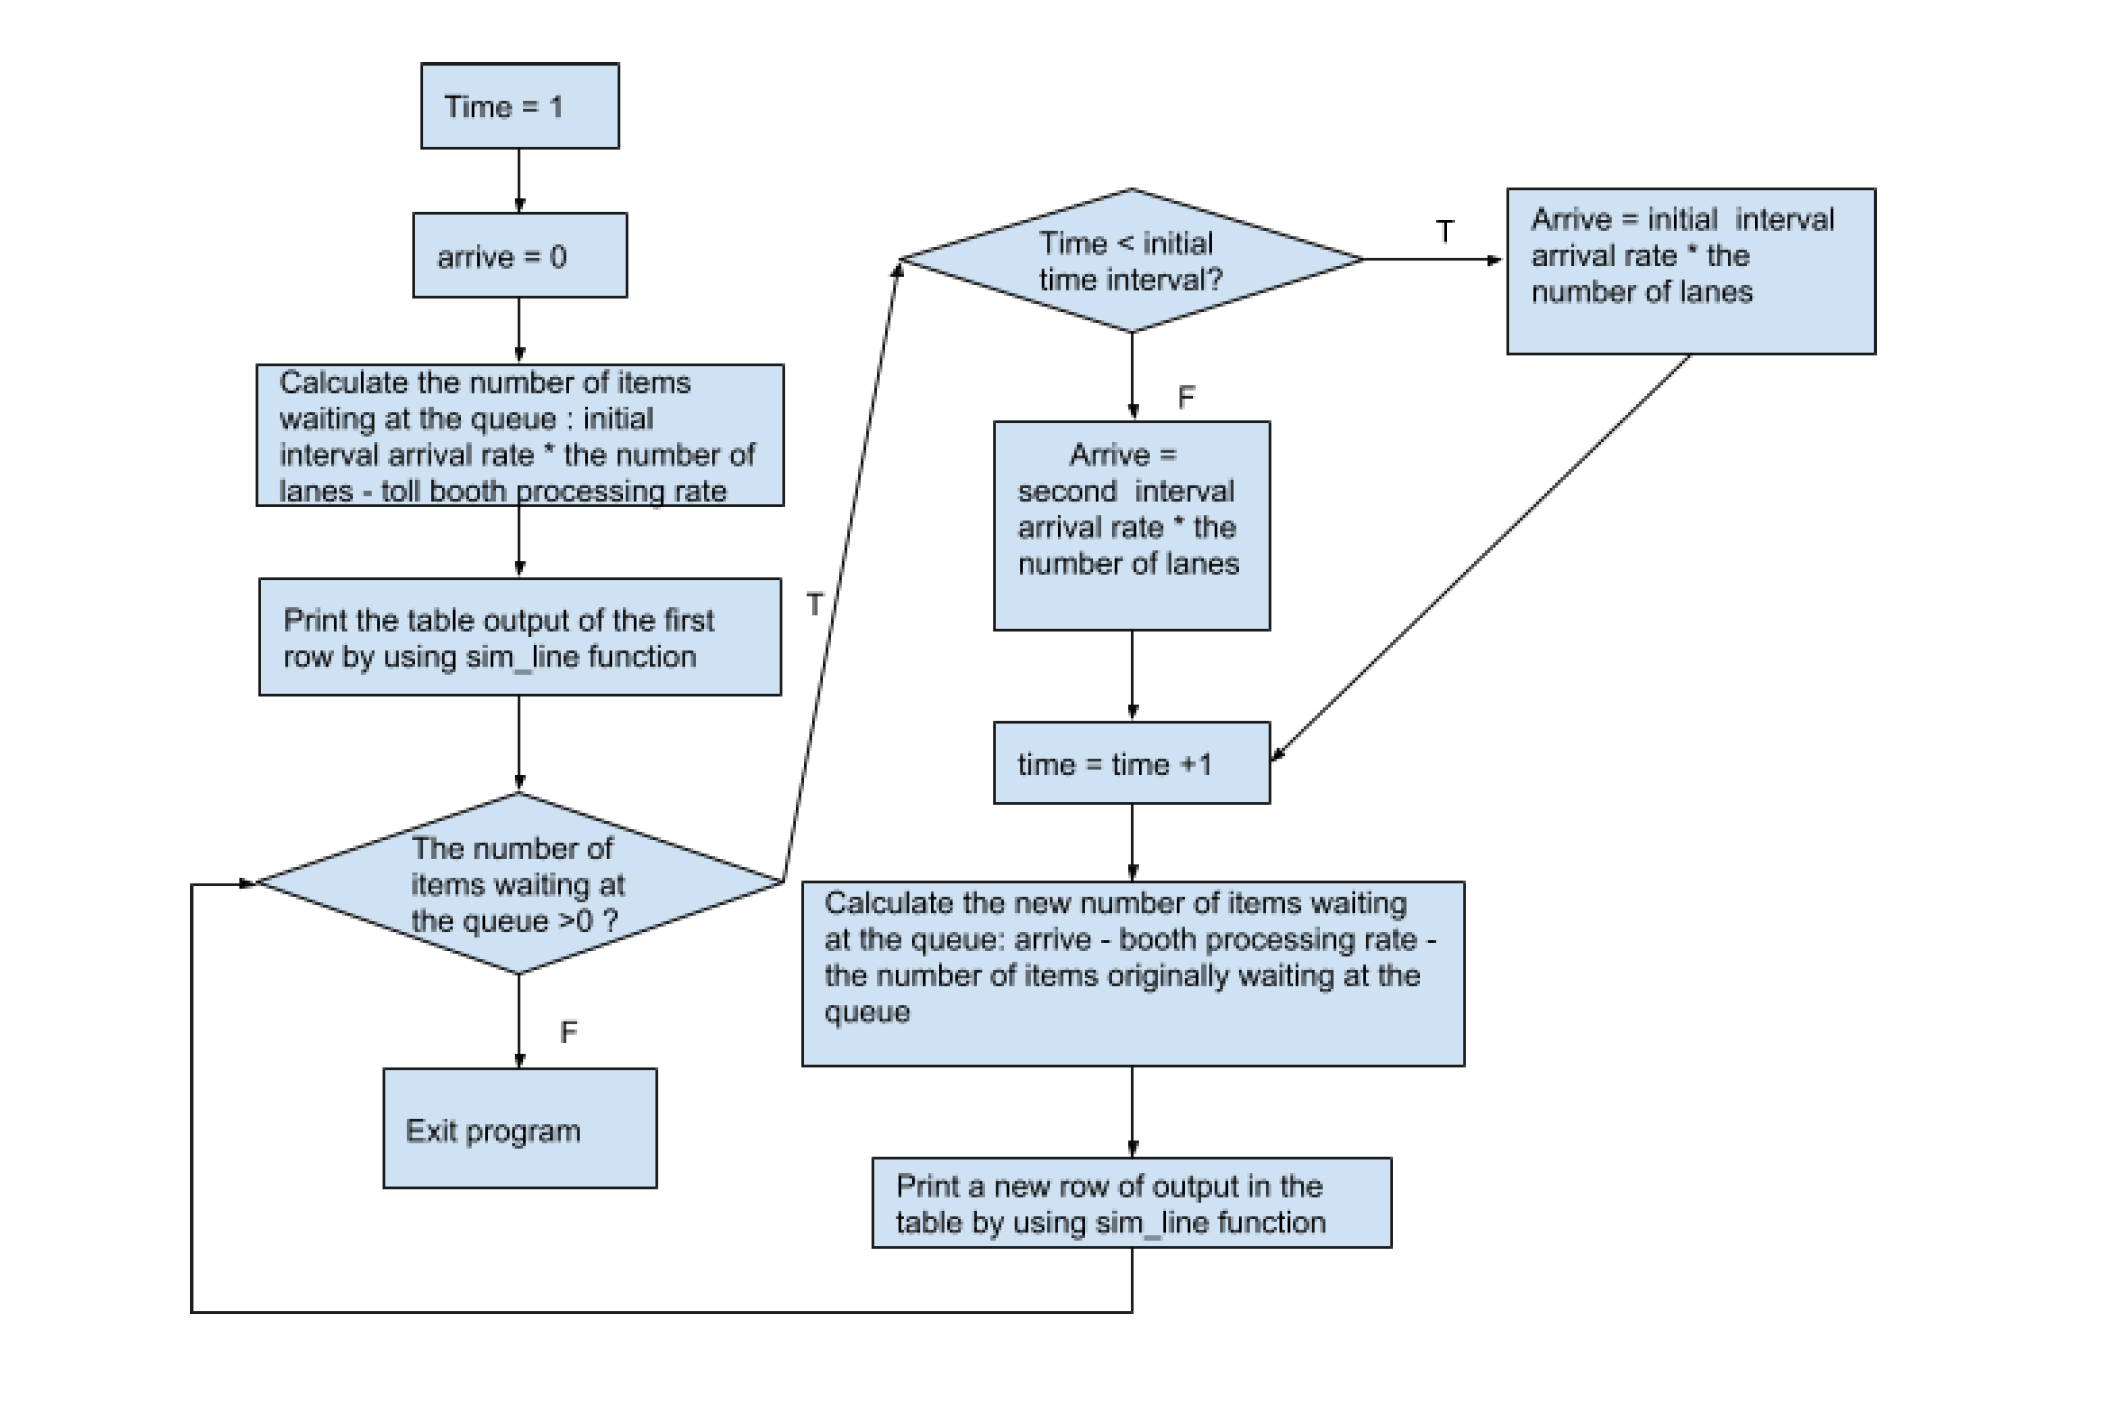 Time = 1
arrive = 0
Calculate the number of items
waiting at the queue : initial
interval arrival rate * the number of
lanes - toll booth processing rate
Print the table output of the first
row by using sim_line function
The number of
items waiting at
the queue >0 ?
F
Exit program
T
Time < initial
time interval?
T
Arrive = initial  interval
arrival rate * the
number of lanes
F
Arrive =
second  interval
arrival rate * the
number of lanes
time = time +1
Calculate the new number of items waiting
at the queue: arrive - booth processing rate -
the number of items originally waiting at the
queue
Print a new row of output in the
table by using sim_line function